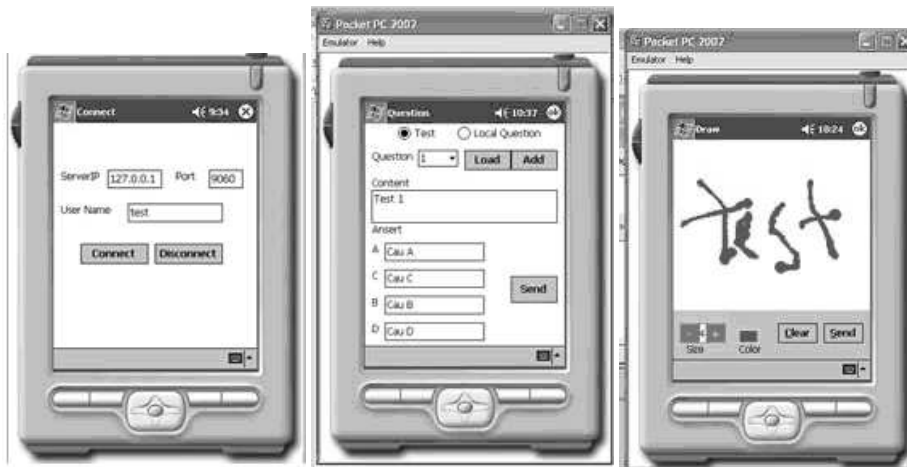 Connect 9:34
ServerIP 127.0.0.1 Port 9060
User Name test
Connect Disconnect
Pocket PC 2002
Emulator Help
Question 10:37 ok
Test Local Question
Question 1 Load Add
Content
Test 1
Ansert
A Cau A
C Cau C
B Cau B
D Cau D
Send
Pocket PC 2002
Emulator Help
Draw 10:24 ok
Test
Size Color Clear Send